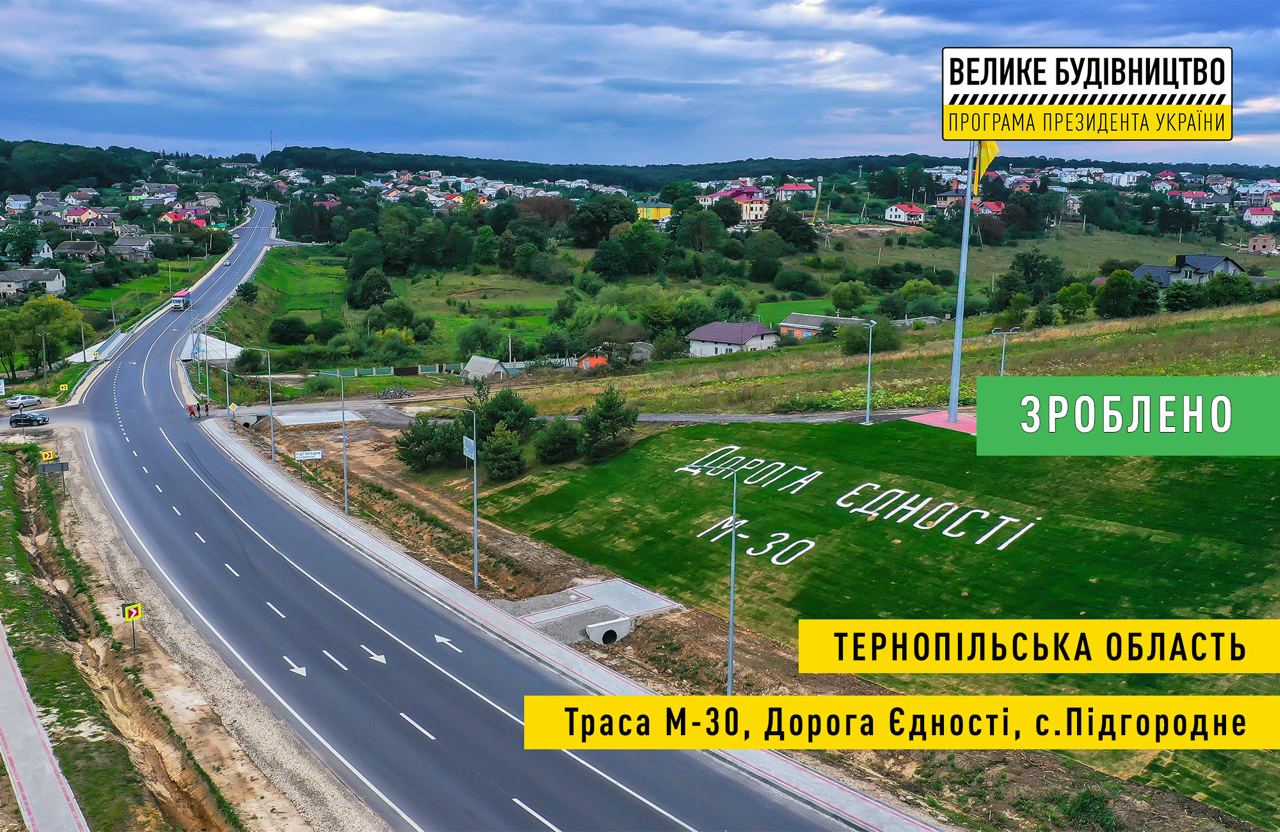 ВЕЛИКЕ БУДІВНИЦТВО
ПРОГРАМА ПРЕЗИДЕНТА УКРАЇНИ
ЗРОБЛЕНО
Дорога Єдності
М-30
ТЕРНОПІЛЬСЬКА ОБЛАСТЬ
Траса М-30, Дорога Єдності, с.Підгородне